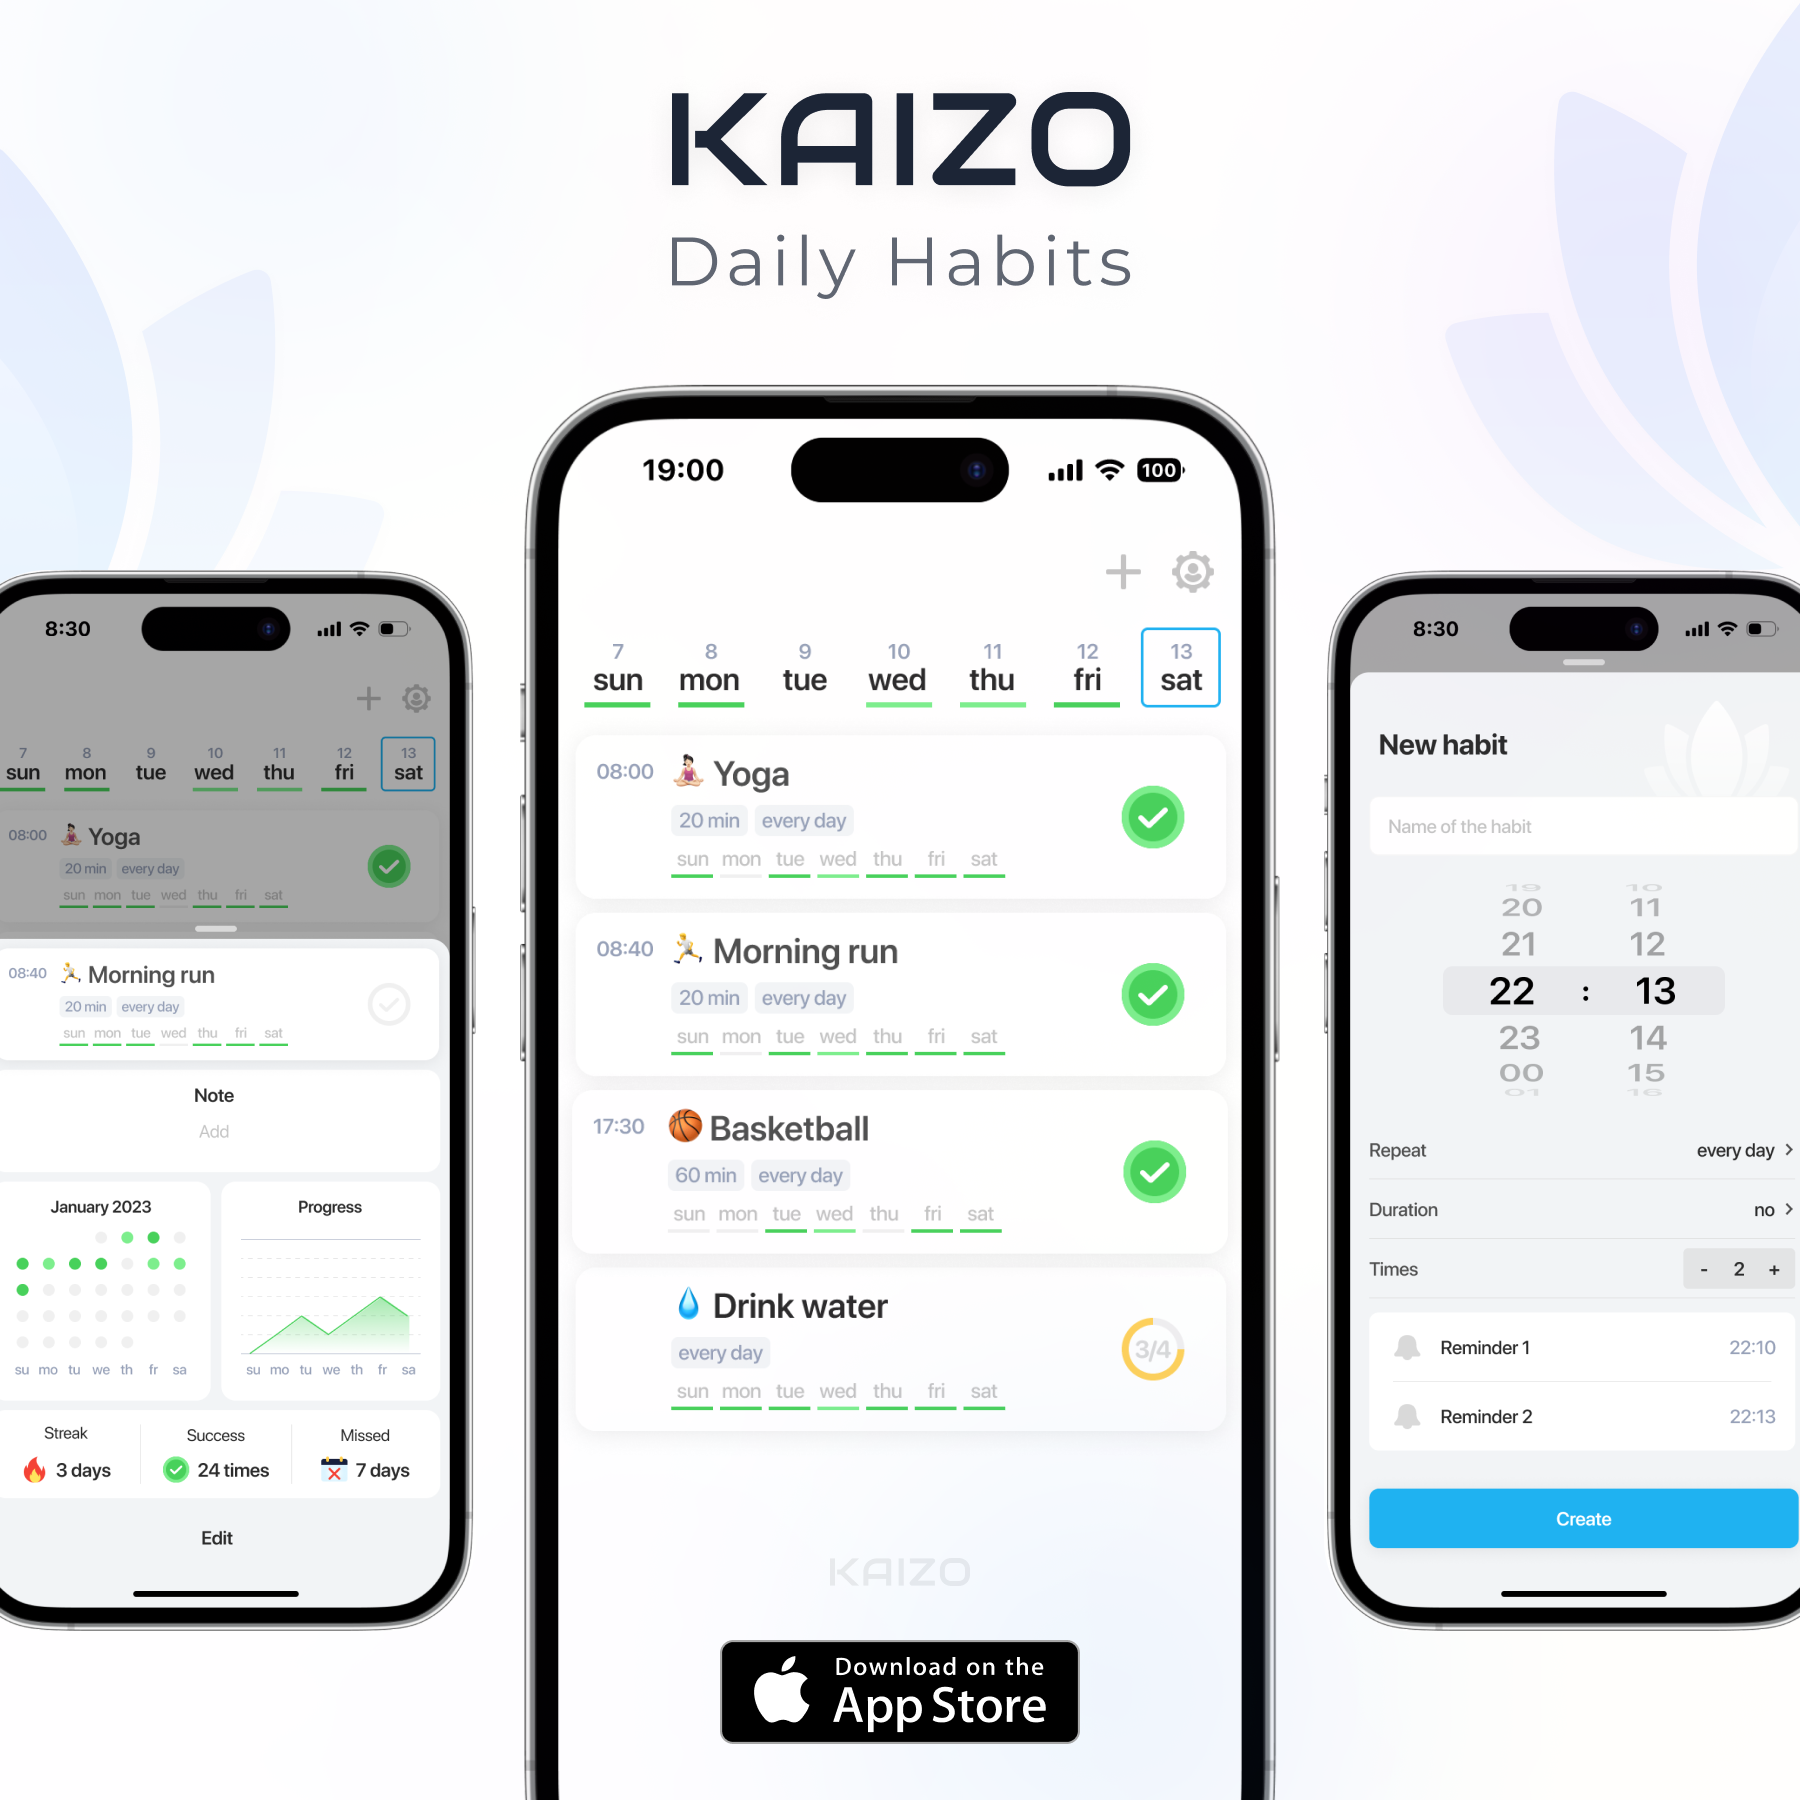 KAIZO
Daily Habits
8:30
7 8 9 10 11 12 13
sun mon tue wed thu fri sat
08:00 Yoga
20 min every day
sun mon tue wed thu fri sat
08:40 Morning run
20 min every day
sun mon tue wed thu fri sat
Note
Add
January 2023
su mo tu we th fr sa
Progress
su mo tu we th fr sa
Streak
3 days
Success
24 times
Missed
7 days
Edit
19:00
100
7 8 9 10 11 12 13
sun mon tue wed thu fri sat
08:00 Yoga
20 min every day
sun mon tue wed thu fri sat
08:40 Morning run
20 min every day
sun mon tue wed thu fri sat
17:30 Basketball
60 min every day
sun mon tue wed thu fri sat
Drink water
every day
3/4
sun mon tue wed thu fri sat
KAIZO
Download on the
App Store
8:30
New habit
Name of the habit
19 10
20 11
21 12
22 : 13
23 14
00 15
01 16
Repeat every day >
Duration no >
Times - 2 +
Reminder 1 22:10
Reminder 2 22:13
Create